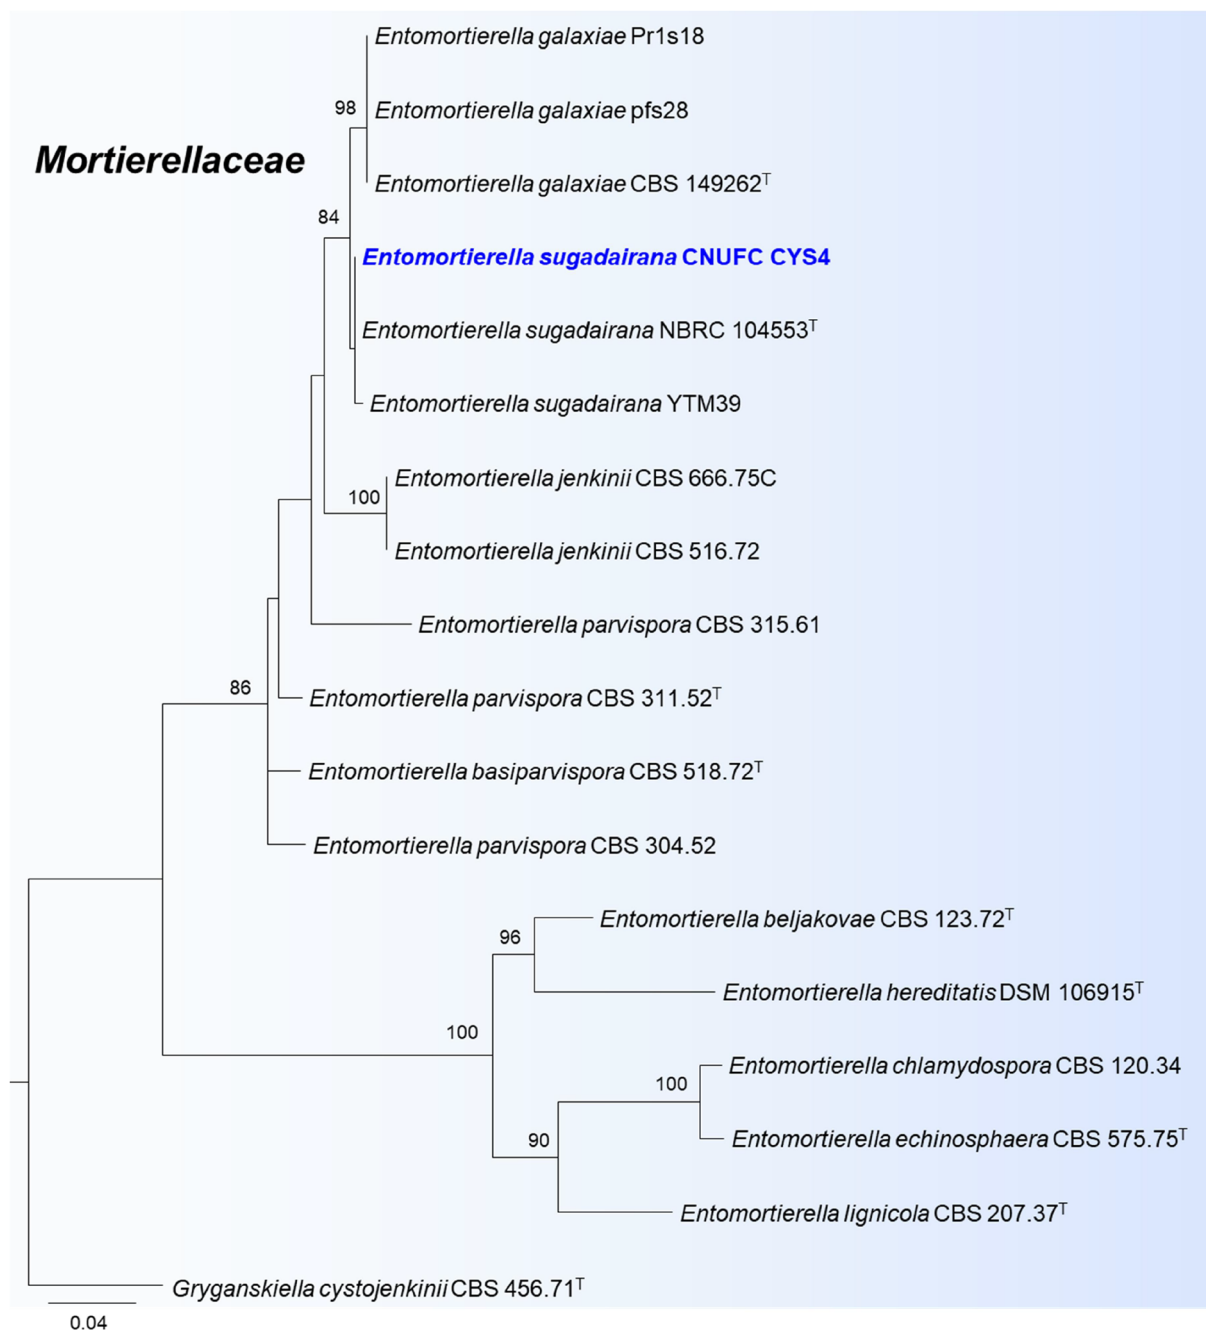 Entomortierella galaxiae Pr1s18
98
Entomortierella galaxiae pfs28
Mortierellaceae
Entomortierella galaxiae CBS 149262ᵀ
84
Entomortierella sugadairana CNUFC CYS4
Entomortierella sugadairana NBRC 104553ᵀ
Entomortierella sugadairana YTM39
Entomortierella jenkinii CBS 666.75C
100
Entomortierella jenkinii CBS 516.72
Entomortierella parvispora CBS 315.61
86
Entomortierella parvispora CBS 311.52ᵀ
Entomortierella basiparvispora CBS 518.72ᵀ
Entomortierella parvispora CBS 304.52
Entomortierella beljakovae CBS 123.72ᵀ
96
Entomortierella hereditatis DSM 106915ᵀ
100
Entomortierella chlamydospora CBS 120.34
100
Entomortierella echinosphaera CBS 575.75ᵀ
90
Entomortierella lignicola CBS 207.37ᵀ
Gryganskiella cystojenkinii CBS 456.71ᵀ
0.04